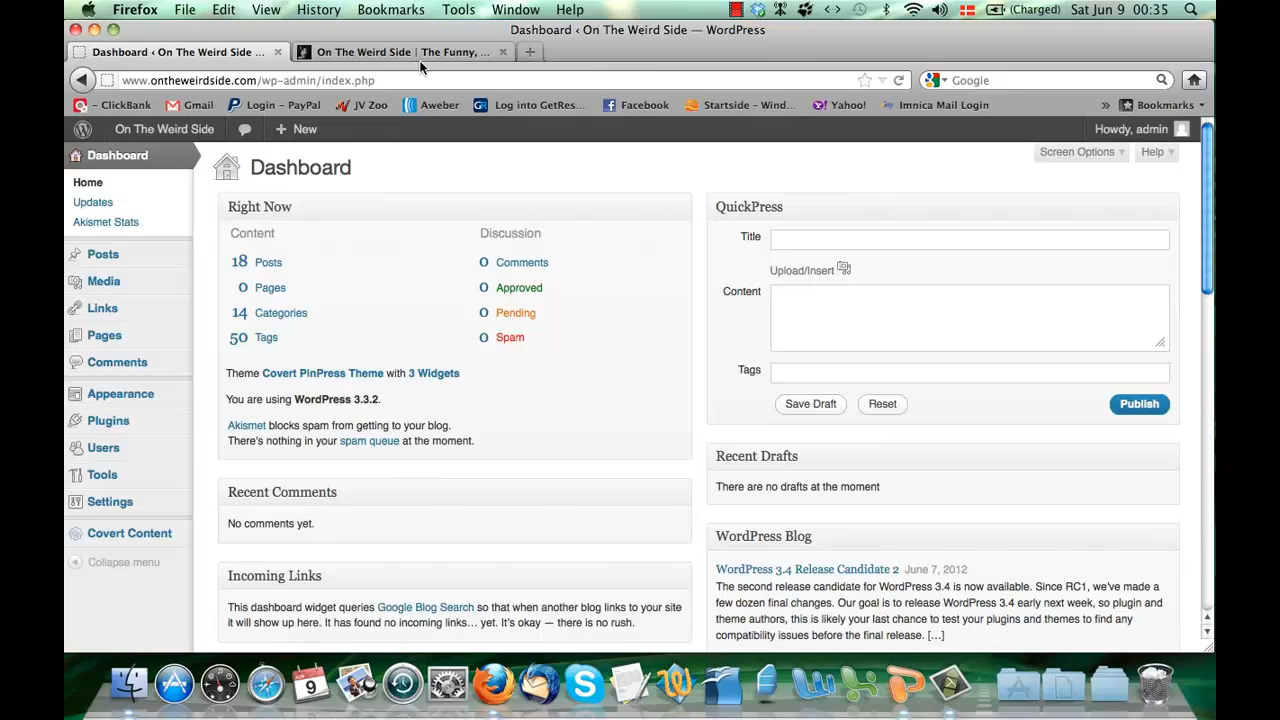 Firefox File Edit View History Bookmarks Tools Window Help (Charged) Sat Jun 9 00:35
Dashboard ‹ On The Weird Side — WordPress
Dashboard ‹ On The Weird Side ... On The Weird Side | The Funny, ...
www.ontheweirdside.com/wp-admin/index.php Google
- ClickBank Gmail Login - PayPal JV Zoo Aweber Log into GetRes... Facebook Startside - Wind... Yahoo! Imnica Mail Login » Bookmarks
On The Weird Side + New Howdy, admin
Dashboard
Home
Updates
Akismet Stats
Posts
Media
Links
Pages
Comments
Appearance
Plugins
Users
Tools
Settings
Covert Content
Collapse menu
Screen Options Help
Dashboard
Right Now
Content Discussion
18 Posts 0 Comments
0 Pages 0 Approved
14 Categories 0 Pending
50 Tags 0 Spam
Theme Covert PinPress Theme with 3 Widgets
You are using WordPress 3.3.2.
Akismet blocks spam from getting to your blog.
There's nothing in your spam queue at the moment.
Recent Comments
No comments yet.
Incoming Links
This dashboard widget queries Google Blog Search so that when another blog links to your site
it will show up here. It has found no incoming links… yet. It's okay — there is no rush.
QuickPress
Title
Upload/Insert
Content
Tags
Save Draft Reset Publish
Recent Drafts
There are no drafts at the moment
WordPress Blog
WordPress 3.4 Release Candidate 2 June 7, 2012
The second release candidate for WordPress 3.4 is now available. Since RC1, we've made a
few dozen final changes. Our goal is to release WordPress 3.4 early next week, so plugin and
theme authors, this is likely your last chance to test your plugins and themes to find any
compatibility issues before the final release. […]